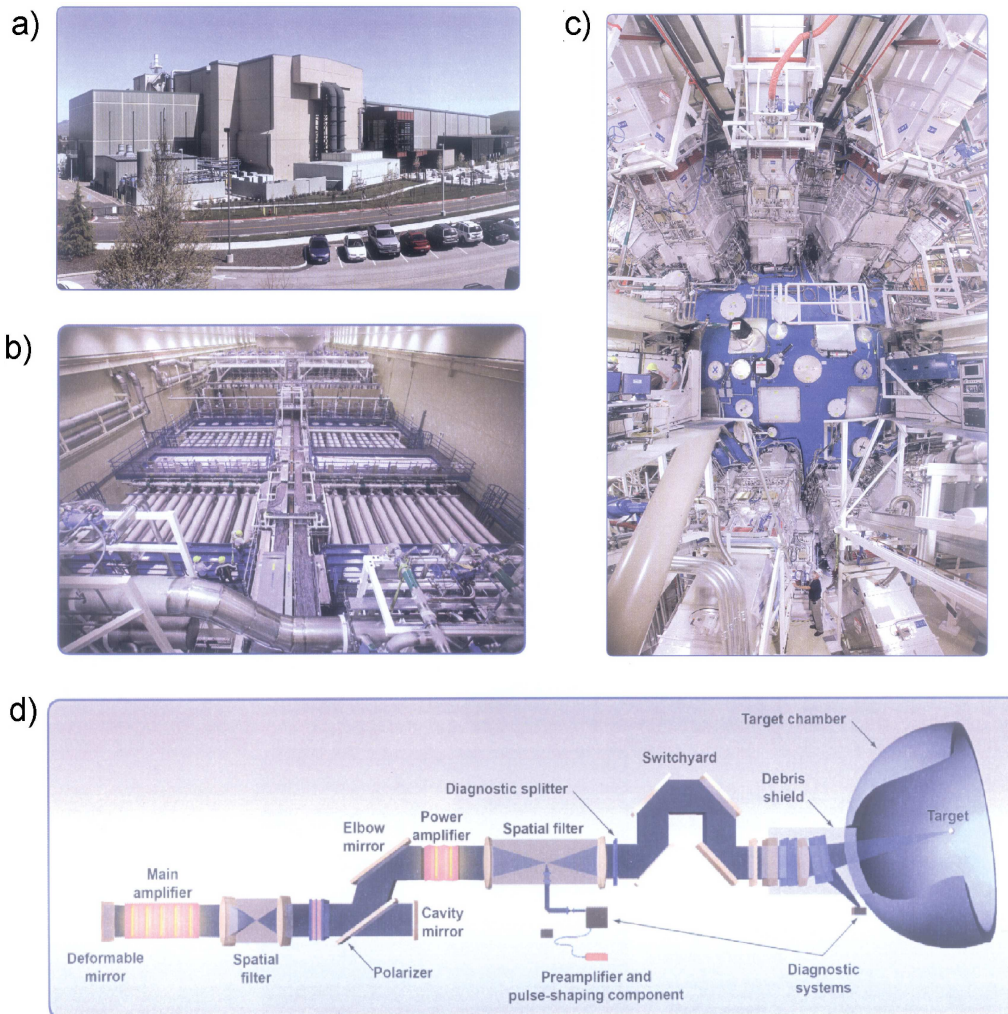 a)
c)
b)
d)
Target chamber
Switchyard
Diagnostic splitter
Debris
shield
Target
Elbow
mirror
Power
amplifier
Spatial filter
Main
amplifier
Cavity
mirror
Deformable
mirror
Spatial
filter
Polarizer
Preamplifier and
pulse-shaping component
Diagnostic
systems